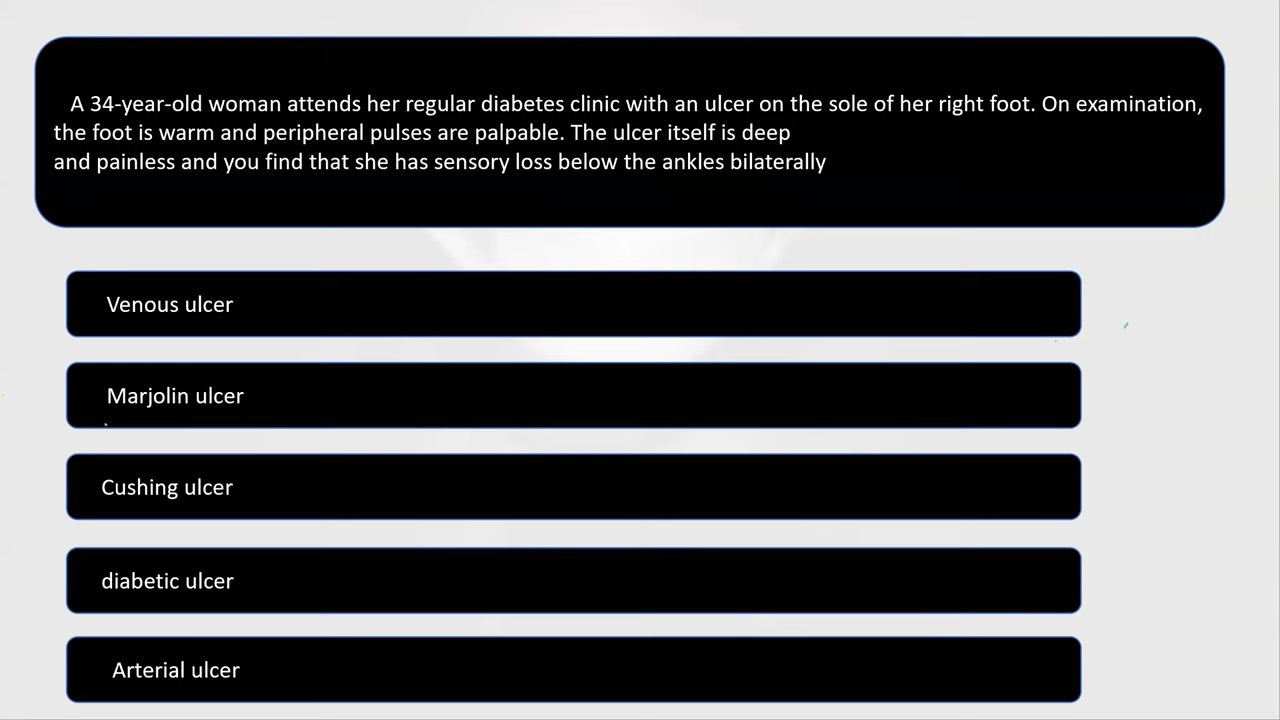 A 34-year-old woman attends her regular diabetes clinic with an ulcer on the sole of her right foot. On examination,
the foot is warm and peripheral pulses are palpable. The ulcer itself is deep
and painless and you find that she has sensory loss below the ankles bilaterally
Venous ulcer
Marjolin ulcer
Cushing ulcer
diabetic ulcer
Arterial ulcer